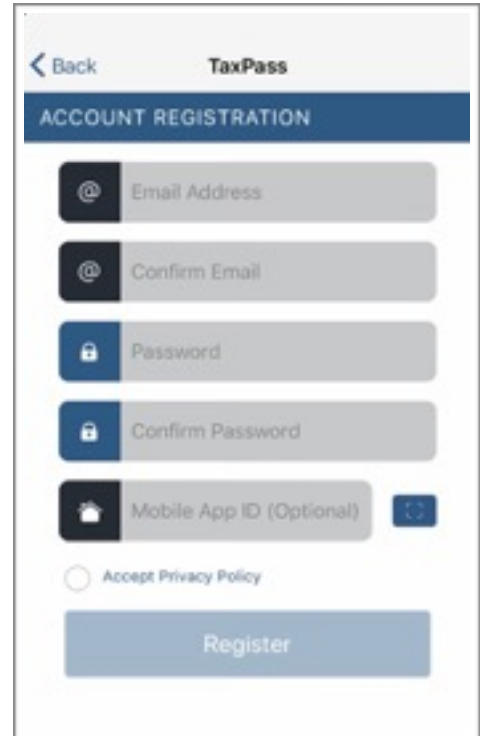 Back
TaxPass
ACCOUNT REGISTRATION
@ Email Address
@ Confirm Email
Password
Confirm Password
Mobile App ID (Optional)
Accept Privacy Policy
Register